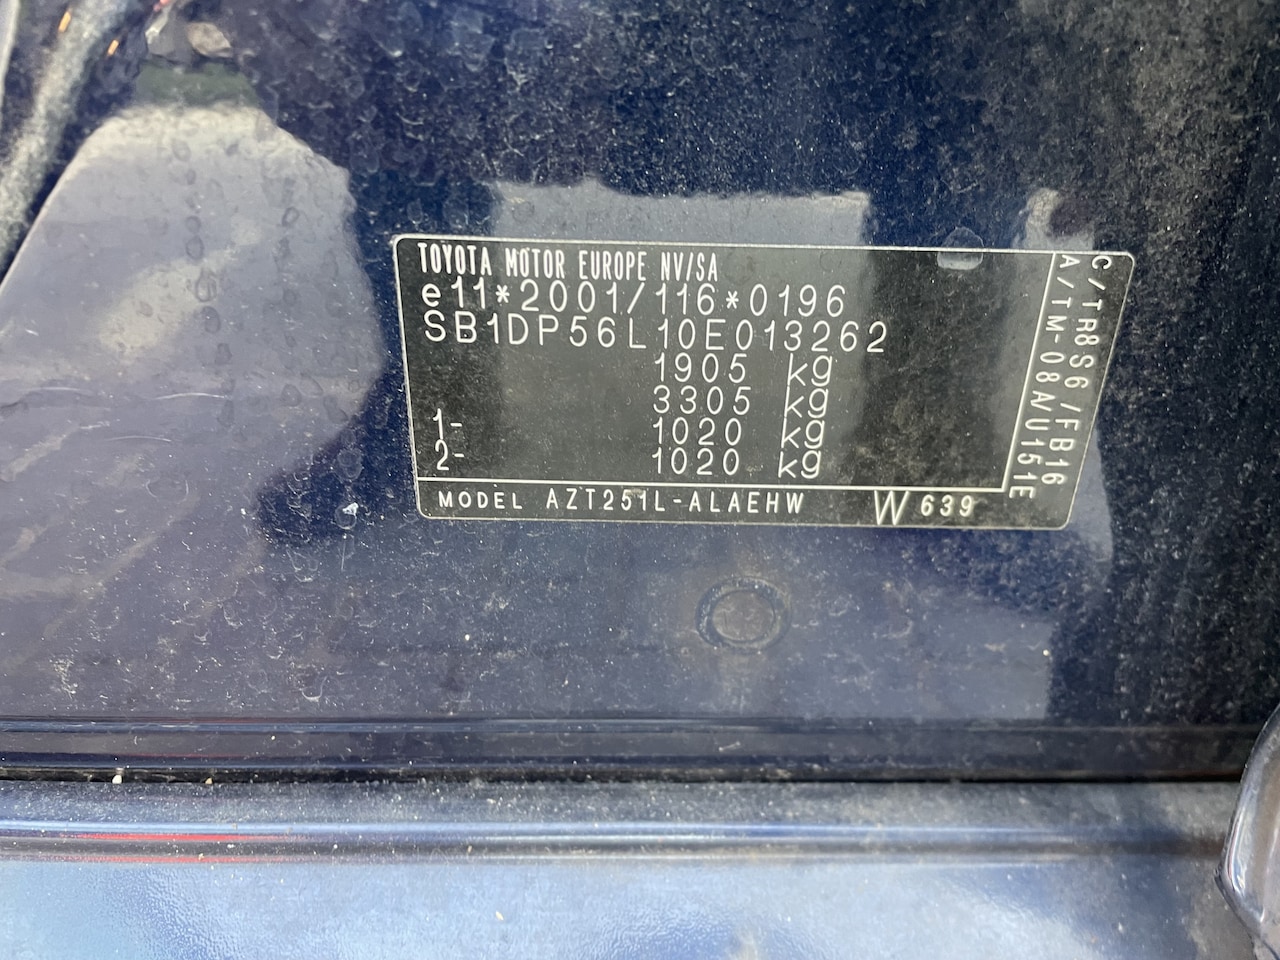 TOYOTA MOTOR EUROPE NV/SA
e11*2001/116*0196
SB1DP56L10E013262
1905 kg
3305 kg
1- 1020 kg
2- 1020 kg
MODEL AZT251L-ALAEHW W639
C/TR8S6/FB16
A/TM-08A/U151E